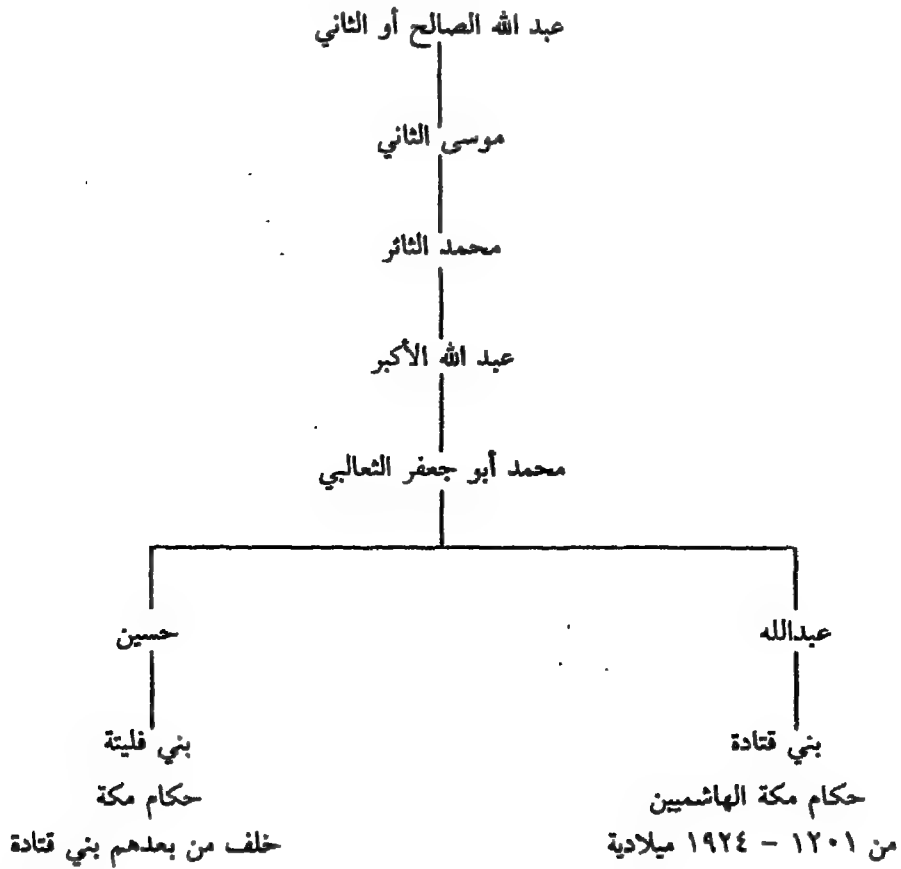 عبد الله الصالح أو الثاني
موسى الثاني
محمد الثائر
عبد الله الأكبر
محمد أبو جعفر الثعالبي
عبدالله
حسين
بني قتادة
بني فليتة
حكام مكة الهاشميين
حكام مكة
من ١٢٠١ – ١٩٢٤ ميلادية
خلف من بعدهم بني قتادة